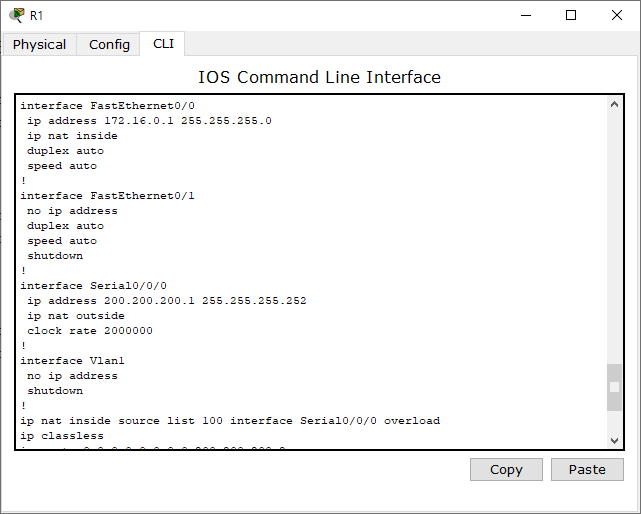 R1
Physical Config CLI
IOS Command Line Interface
interface FastEthernet0/0
ip address 172.16.0.1 255.255.255.0
ip nat inside
duplex auto
speed auto
!
interface FastEthernet0/1
no ip address
duplex auto
speed auto
shutdown
!
interface Serial0/0/0
ip address 200.200.200.1 255.255.255.252
ip nat outside
clock rate 2000000
!
interface Vlan1
no ip address
shutdown
!
ip nat inside source list 100 interface Serial0/0/0 overload
ip classless
Copy Paste